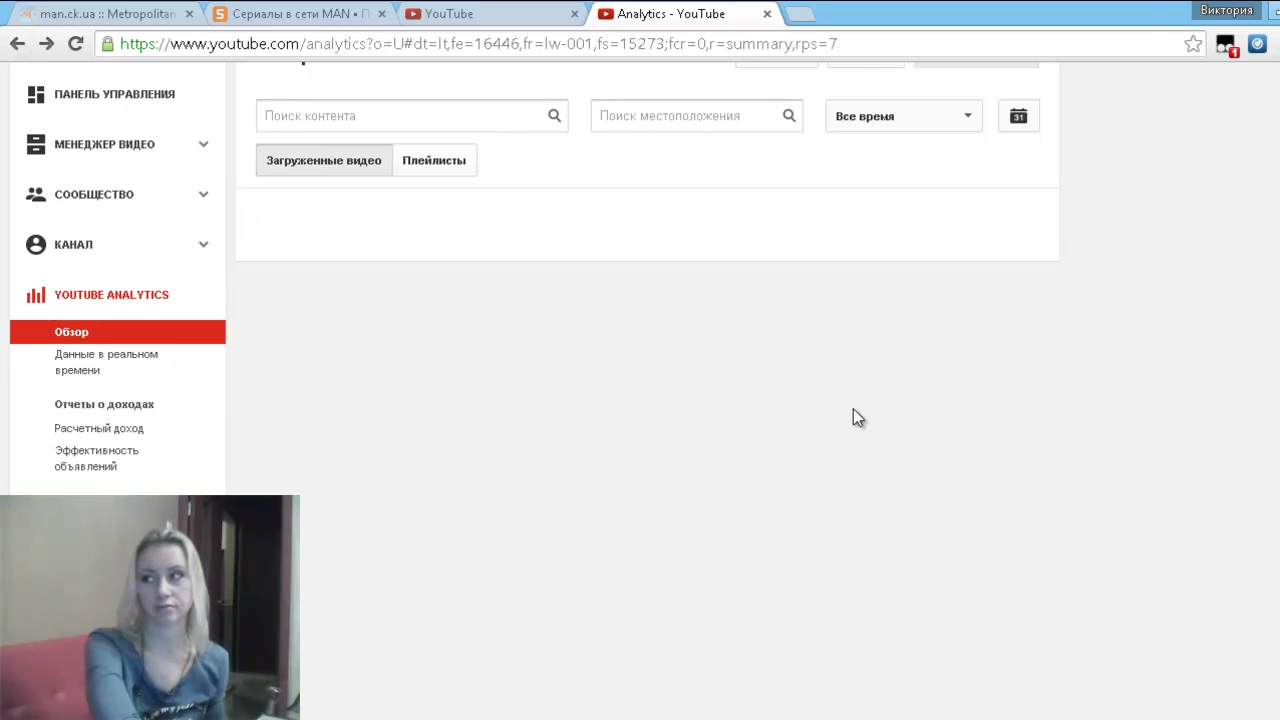 man.ck.ua :: Metropolitan
Сериалы в сети MAN • П
YouTube
Analytics - YouTube
Виктория
https://www.youtube.com/analytics?o=U#dt=lt,fe=16446,fr=lw-001,fs=15273;fcr=0,r=summary,rps=7
1
ПАНЕЛЬ УПРАВЛЕНИЯ
МЕНЕДЖЕР ВИДЕО
СООБЩЕСТВО
КАНАЛ
YOUTUBE ANALYTICS
Обзор
Данные в реальном
времени
Отчеты о доходах
Расчетный доход
Эффективность
объявлений
Поиск контента
Поиск местоположения
Все время
31
Загруженные видео
Плейлисты